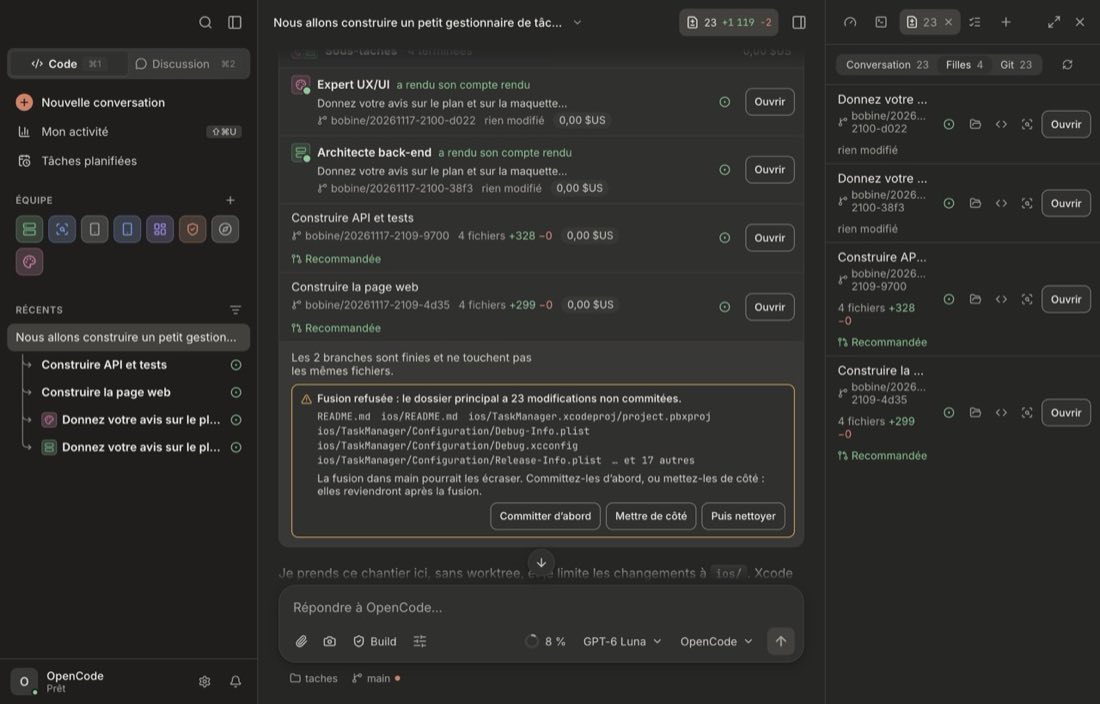 Code ⌘1
Discussion ⌘2
Nouvelle conversation
Mon activité ⇧⌘U
Tâches planifiées
ÉQUIPE
RÉCENTS
Nous allons construire un petit gestion...
Construire API et tests
Construire la page web
Donnez votre avis sur le pl...
Donnez votre avis sur le pl...
O
OpenCode
Prêt
Nous allons construire un petit gestionnaire de tâc...
23 +1 119 -2
Sous-tâches 4 terminées 0,00 $US
Expert UX/UI a rendu son compte rendu
Donnez votre avis sur le plan et sur la maquette...
bobine/20261117-2100-d022 rien modifié 0,00 $US
Ouvrir
Architecte back-end a rendu son compte rendu
Donnez votre avis sur le plan et sur la maquette...
bobine/20261117-2100-38f3 rien modifié 0,00 $US
Ouvrir
Construire API et tests
bobine/20261117-2109-9700 4 fichiers +328 −0 0,00 $US
Recommandée
Ouvrir
Construire la page web
bobine/20261117-2109-4d35 4 fichiers +299 −0 0,00 $US
Recommandée
Ouvrir
Les 2 branches sont finies et ne touchent pas
les mêmes fichiers.
Fusion refusée : le dossier principal a 23 modifications non commitées.
README.md ios/README.md ios/TaskManager.xcodeproj/project.pbxproj
ios/TaskManager/Configuration/Debug-Info.plist
ios/TaskManager/Configuration/Debug.xcconfig
ios/TaskManager/Configuration/Release-Info.plist … et 17 autres
La fusion dans main pourrait les écraser. Committez-les d'abord, ou mettez-les de côté :
elles reviendront après la fusion.
Committer d'abord
Mettre de côté
Puis nettoyer
Je prends ce chantier ici, sans worktree, limite les changements à ios/. Xcode
Répondre à OpenCode...
Build
8 %
GPT-6 Luna
OpenCode
taches
main
23
Conversation 23
Filles 4
Git 23
Donnez votre ...
bobine/2026...
2100-d022
rien modifié
Ouvrir
Donnez votre ...
bobine/2026...
2100-38f3
rien modifié
Ouvrir
Construire AP...
bobine/2026...
2109-9700
4 fichiers +328
−0
Recommandée
Ouvrir
Construire la ...
bobine/2026...
2109-4d35
4 fichiers +299
−0
Recommandée
Ouvrir